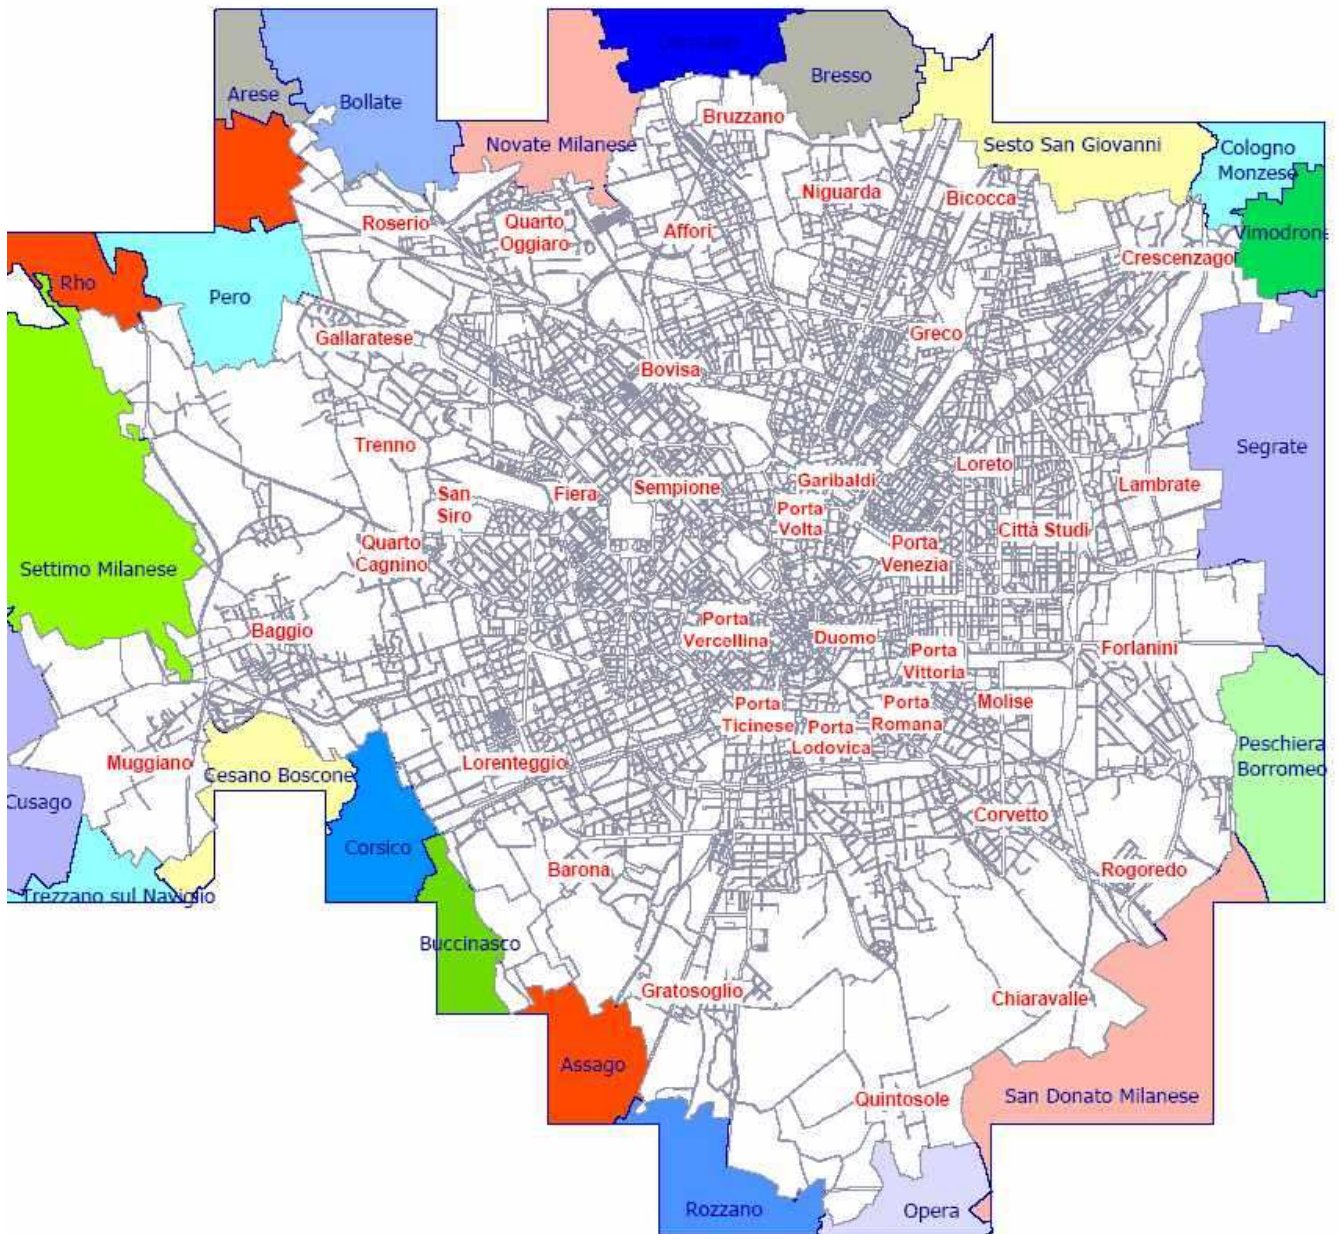 Bresso
Arese
Bollate
Bruzzano
Novate Milanese
Sesto San Giovanni
Cologno
Monzese
Niguarda
Bicocca
Roserio
Quarto
Oggiaro
Affori
Vimodron
Crescenzago
Rho
Pero
Gallaratese
Greco
Bovisa
Trenno
Segrate
Loreto
Garibaldi
Lambrate
San
Siro
Fiera
Sempione
Porta
Volta
Città Studi
Quarto
Cagnino
Porta
Venezia
Settimo Milanese
Baggio
Porta
Vercellina
Duomo
Porta
Vittoria
Forlanini
Porta
Ticinese
Porta
Lodovica
Porta
Romana
Molise
Muggiano
Cesano Boscone
Lorenteggio
Peschiera
Borromeo
Cusago
Corsico
Corvetto
Barona
Rogoredo
Trezzano sul Naviglio
Buccinasco
Gratosoglio
Chiaravalle
Assago
Quintosole
San Donato Milanese
Rozzano
Opera